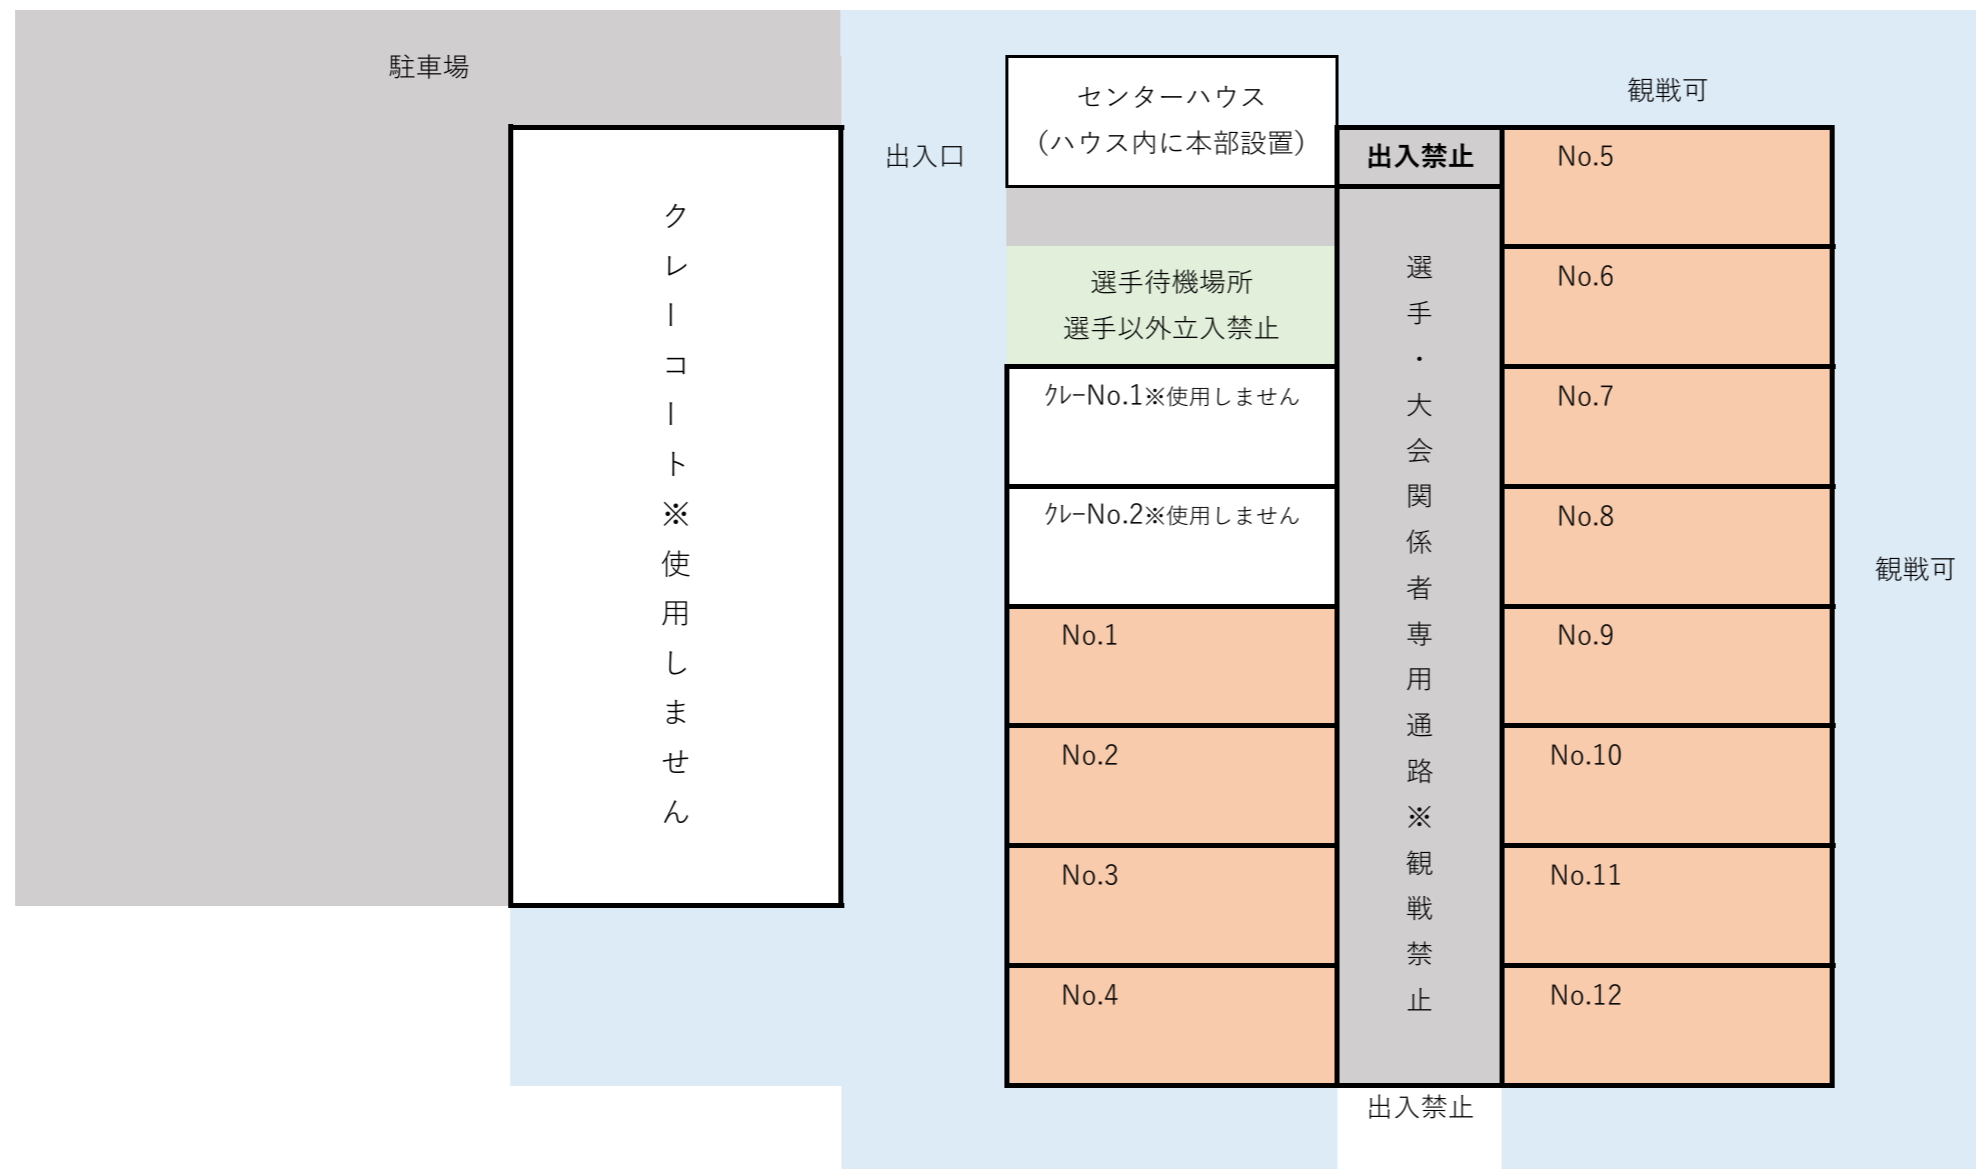 駐車場
クレーコート※使用しません
出入口
センターハウス
（ハウス内に本部設置）
選手待機場所
選手以外立入禁止
ｸﾚｰNo.1※使用しません
ｸﾚｰNo.2※使用しません
No.1
No.2
No.3
No.4
出入禁止
選手・大会関係者専用通路※観戦禁止
出入禁止
観戦可
No.5
No.6
No.7
No.8
No.9
No.10
No.11
No.12
観戦可